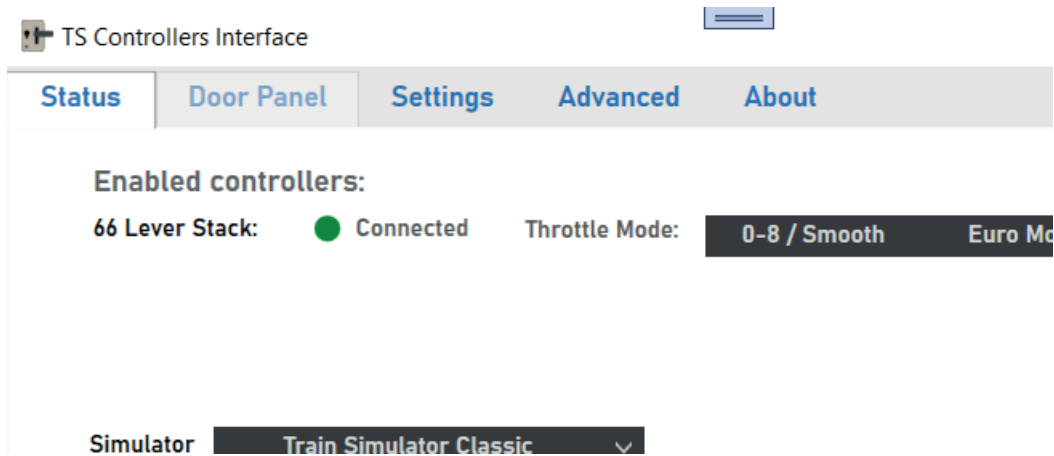 TS Controllers Interface
Status Door Panel Settings Advanced About
Enabled controllers:
66 Lever Stack: Connected Throttle Mode: 0-8 / Smooth Euro
Simulator Train Simulator Classic